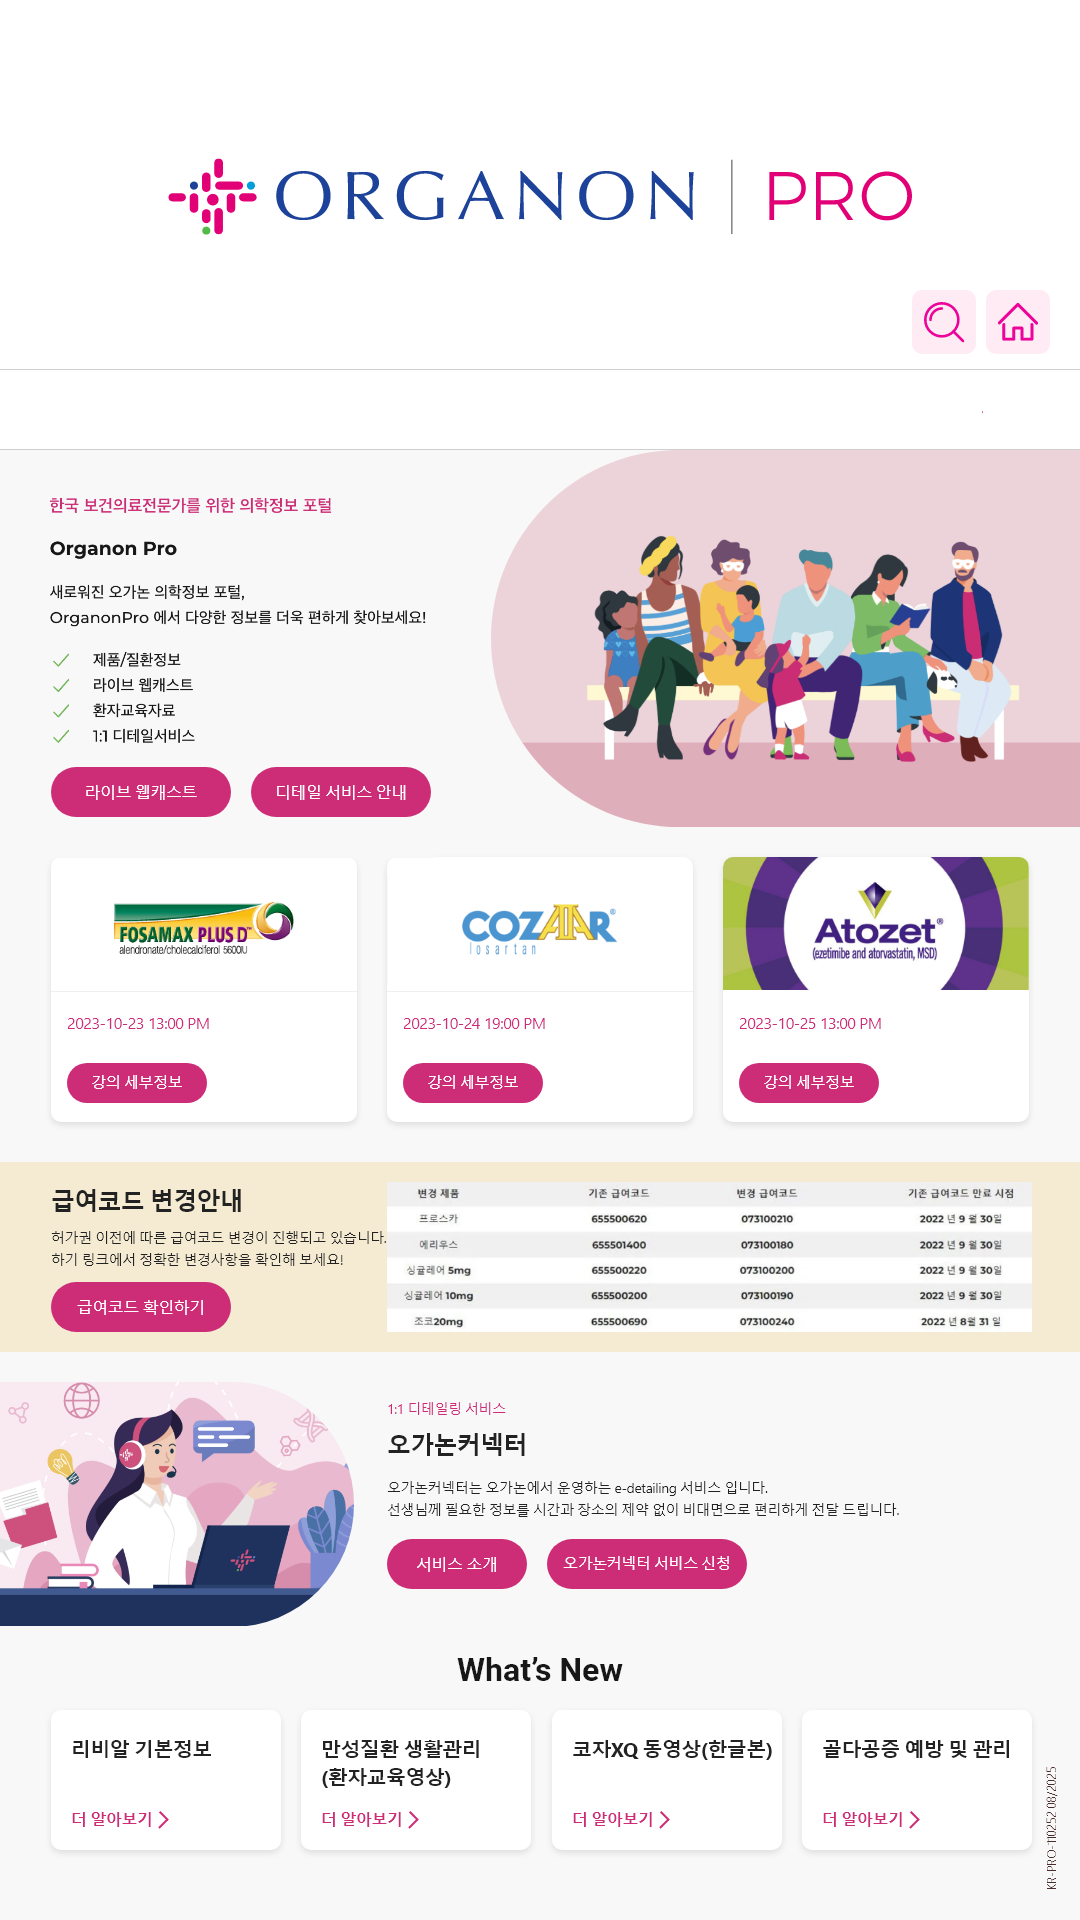 ORGANON | PRO
한국 보건의료전문가를 위한 의학정보 포털
Organon Pro
새로워진 오가논 의학정보 포털,
OrganonPro 에서 다양한 정보를 더욱 편하게 찾아보세요!
제품/질환정보
라이브 웹캐스트
환자교육자료
1:1 디테일서비스
라이브 웹캐스트
디테일 서비스 안내
FOSAMAX PLUS D™
alendronate/cholecalciferol 5600IU
2023-10-23 13:00 PM
강의 세부정보
COZAAR®
losartan
2023-10-24 19:00 PM
강의 세부정보
Atozet®
(ezetimibe and atorvastatin, MSD)
2023-10-25 13:00 PM
강의 세부정보
급여코드 변경안내
허가권 이전에 따른 급여코드 변경이 진행되고 있습니다.
하기 링크에서 정확한 변경사항을 확인해 보세요!
급여코드 확인하기
변경 제품 기존 급여코드 변경 급여코드 기존 급여코드 만료 시점
프로스카 655500620 073100210 2022 년 9 월 30일
에리우스 655501400 073100180 2022 년 9 월 30일
싱귤레어 5mg 655500220 073100200 2022 년 9 월 30일
싱귤레어 10mg 655500200 073100190 2022 년 9 월 30일
조코20mg 655500690 073100240 2022 년 8월 31 일
1:1 디테일링 서비스
오가논커넥터
오가논커넥터는 오가논에서 운영하는 e-detailing 서비스 입니다.
선생님께 필요한 정보를 시간과 장소의 제약 없이 비대면으로 편리하게 전달 드립니다.
서비스 소개
오가논커넥터 서비스 신청
What's New
리비알 기본정보
더 알아보기
만성질환 생활관리
(환자교육영상)
더 알아보기
코자XQ 동영상(한글본)
더 알아보기
골다공증 예방 및 관리
더 알아보기
KR-PRO-110252 08/2025